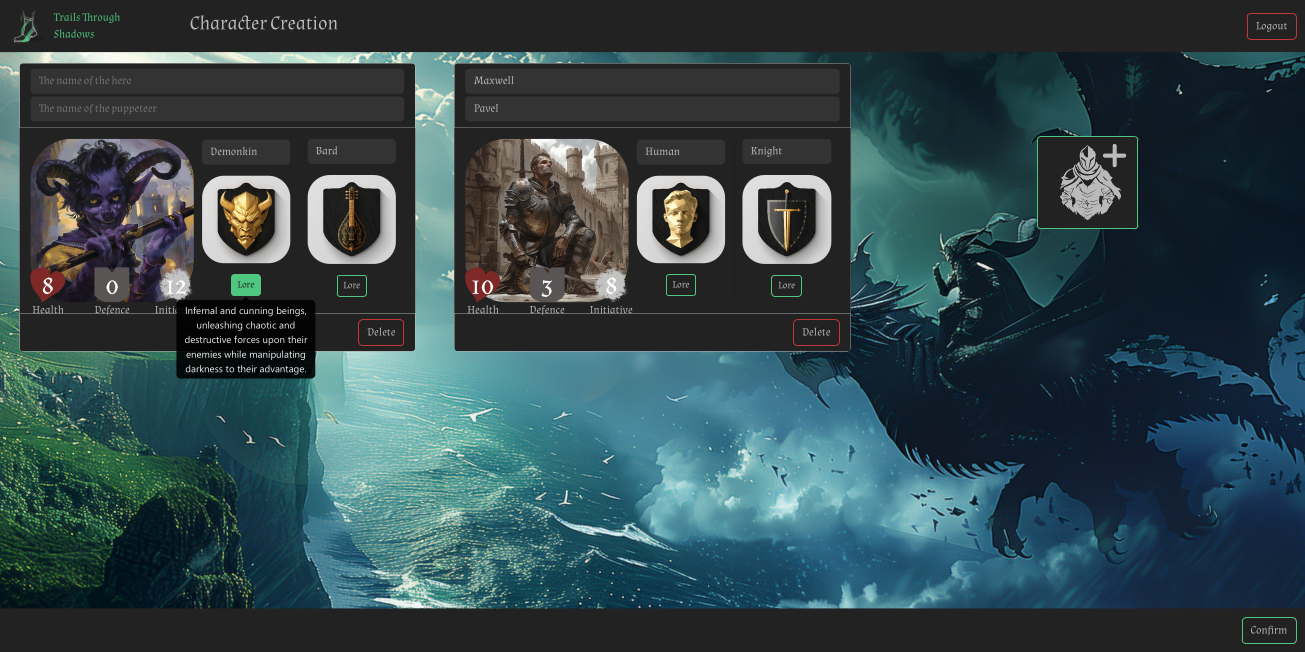 Trails Through
Shadows
Character Creation
Logout
The name of the hero
The name of the puppeteer
Demonkin
Bard
8
0
12
Lore
Lore
Health
Defence
Initi
Infernal and cunning beings,
unleashing chaotic and
destructive forces upon their
enemies while manipulating
darkness to their advantage.
Delete
Maxwell
Pavel
Human
Knight
10
3
8
Lore
Lore
Health
Defence
Initiative
Delete
Confirm